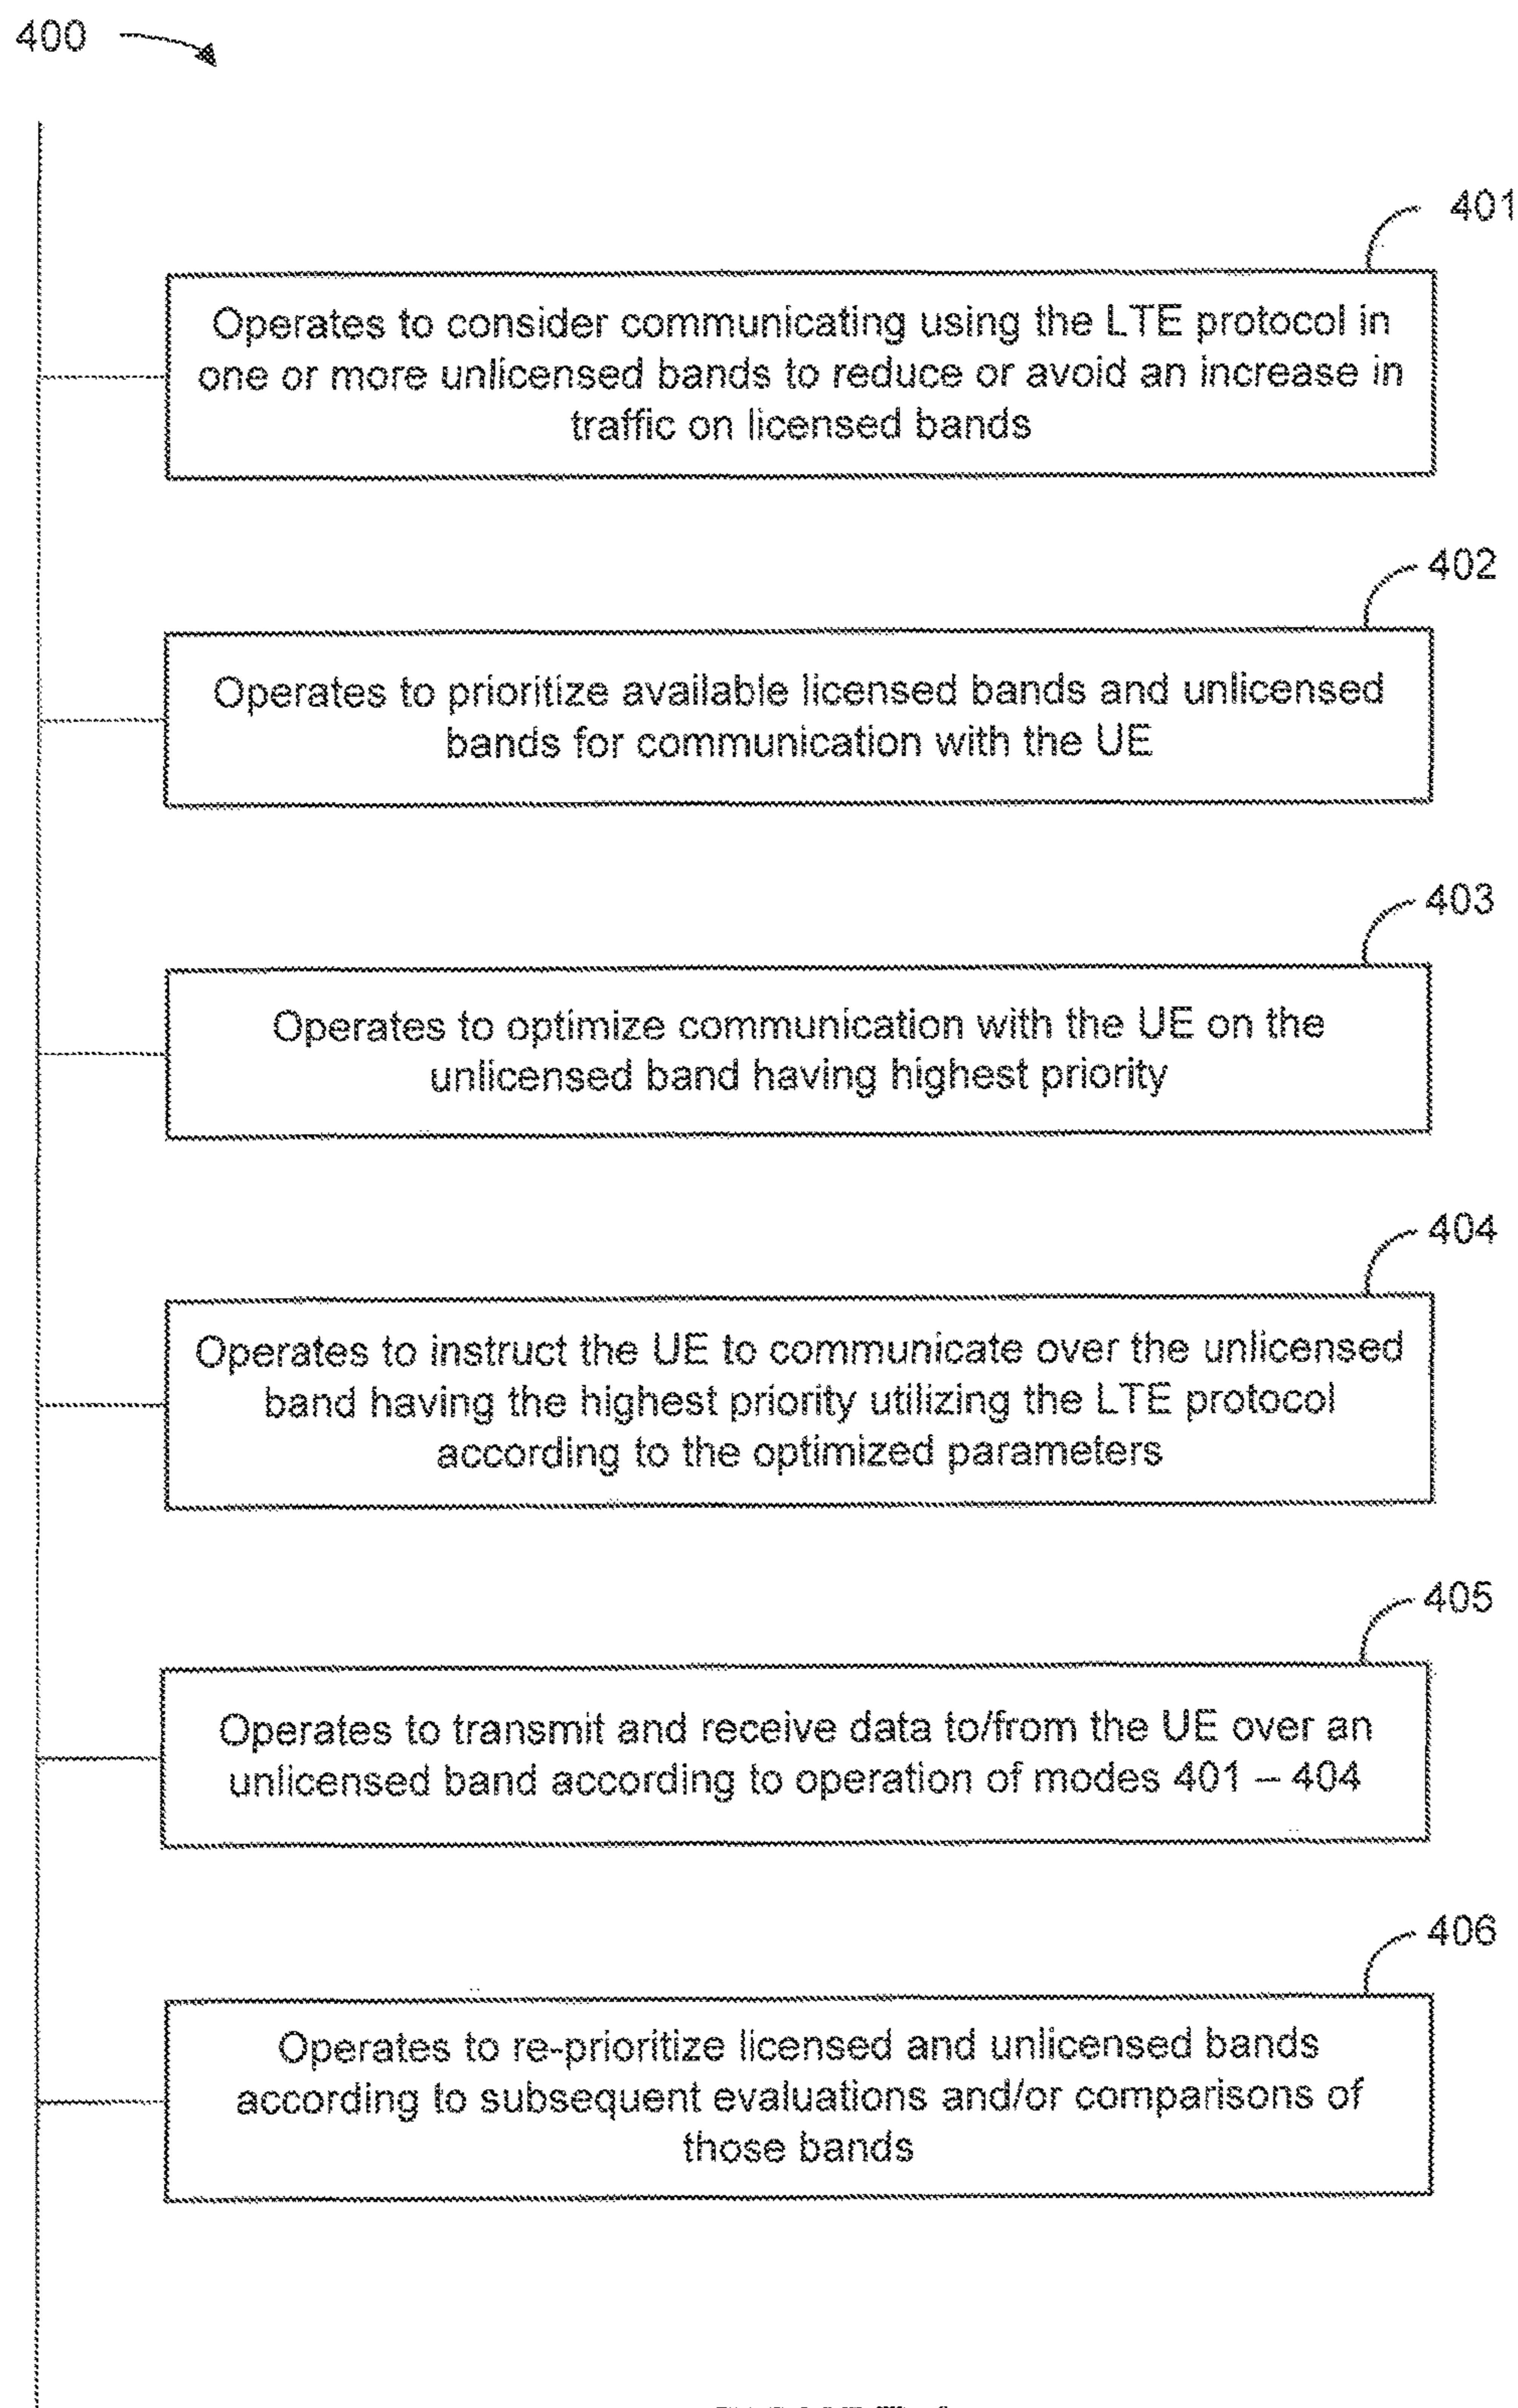 400
401
Operates to consider communicating using the LTE protocol in
one or more unlicensed bands to reduce or avoid an increase in
traffic on licensed bands
402
Operates to prioritize available licensed bands and unlicensed
bands for communication with the UE
403
Operates to optimize communication with the UE on the
unlicensed band having highest priority
404
Operates to instruct the UE to communicate over the unlicensed
band having the highest priority utilizing the LTE protocol
according to the optimized parameters
405
Operates to transmit and receive data to/from the UE over an
unlicensed band according to operation of modes 401 – 404
406
Operates to re-prioritize licensed and unlicensed bands
according to subsequent evaluations and/or comparisons of
those bands